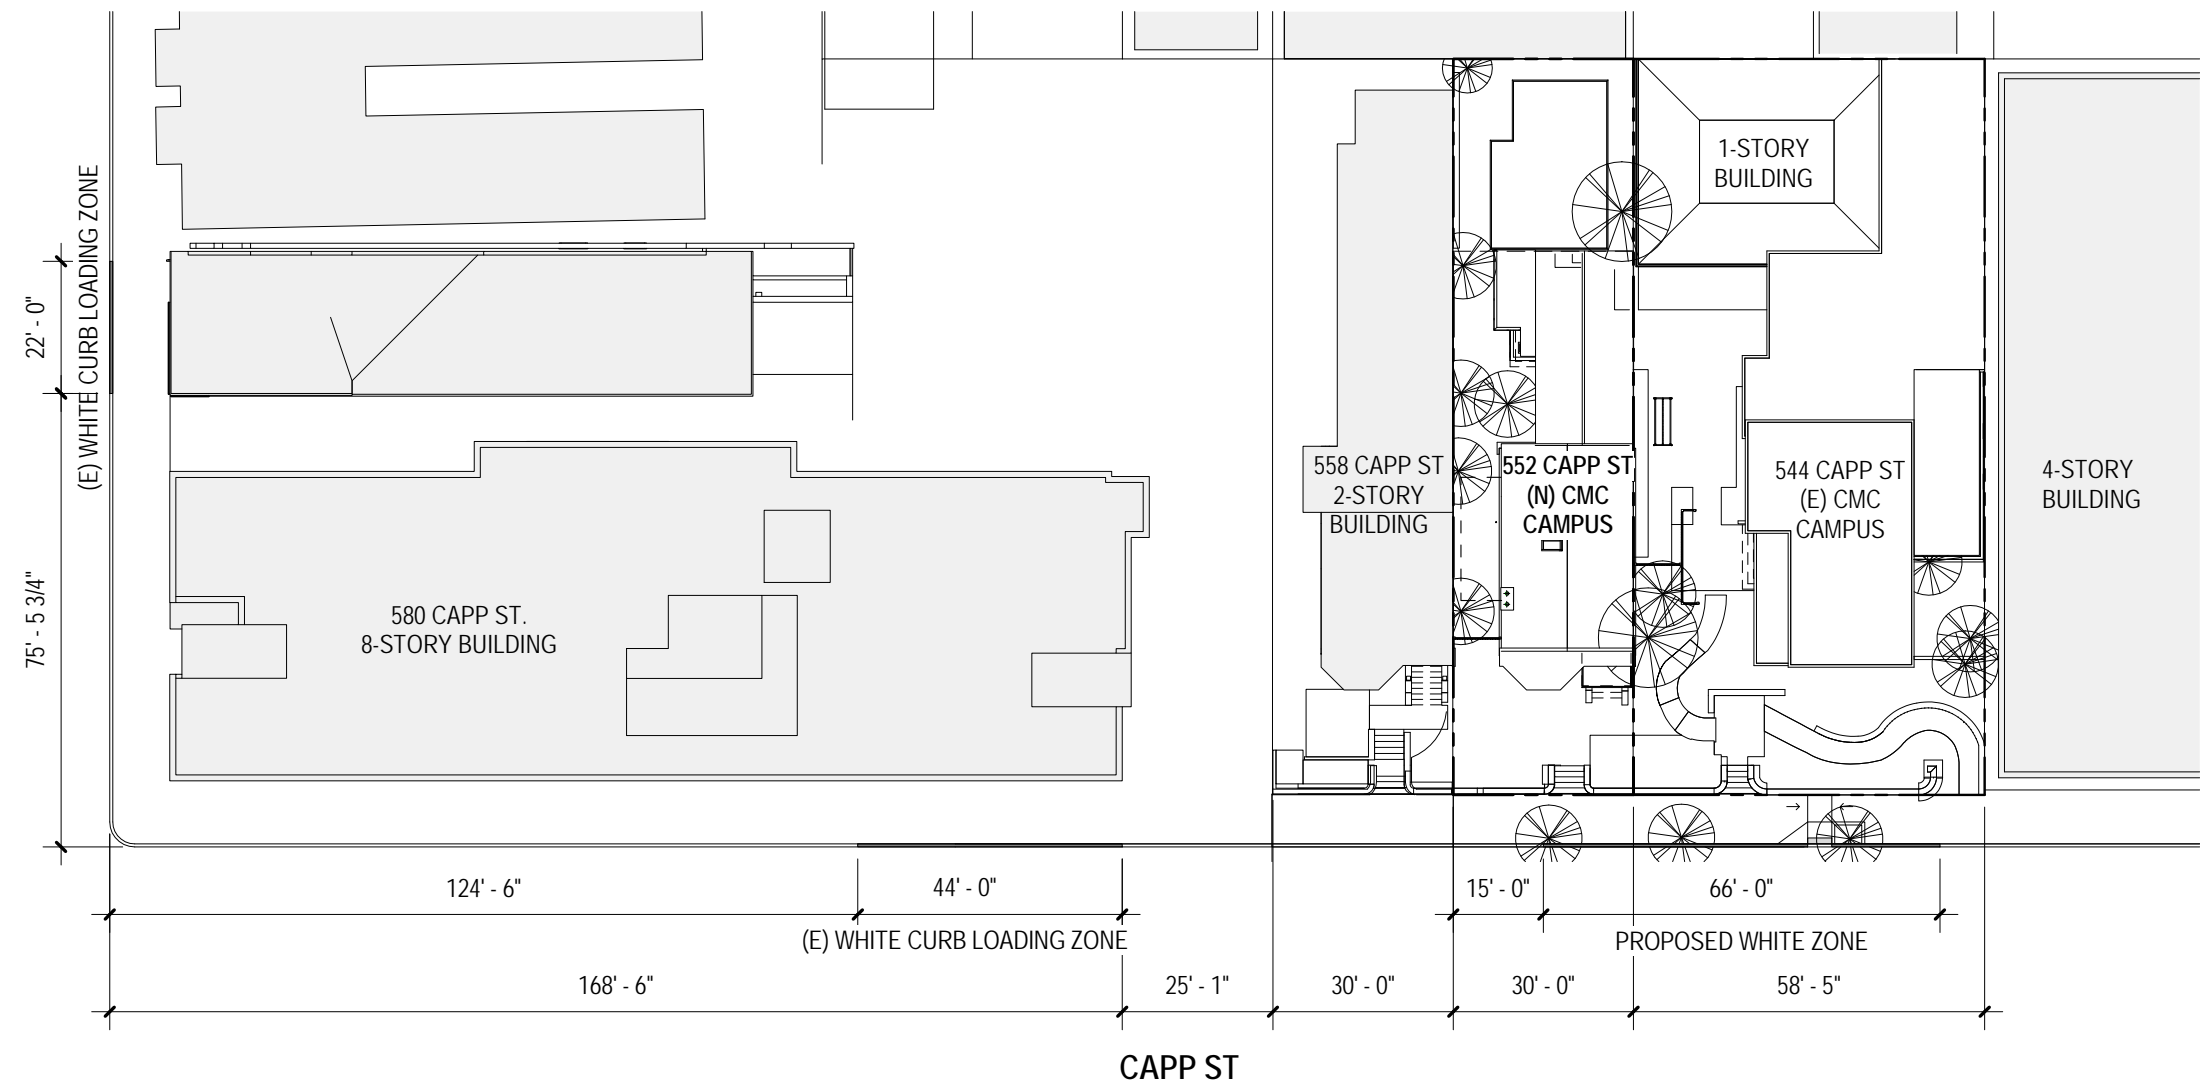 1-STORY
BUILDING
(E) WHITE CURB LOADING ZONE
22' - 0"
75' - 5 3/4"
558 CAPP ST
2-STORY
BUILDING
552 CAPP ST
(N) CMC
CAMPUS
544 CAPP ST
(E) CMC
CAMPUS
4-STORY
BUILDING
580 CAPP ST.
8-STORY BUILDING
124' - 6"
44' - 0"
15' - 0"
66' - 0"
(E) WHITE CURB LOADING ZONE
PROPOSED WHITE ZONE
168' - 6"
25' - 1"
30' - 0"
30' - 0"
58' - 5"
CAPP ST